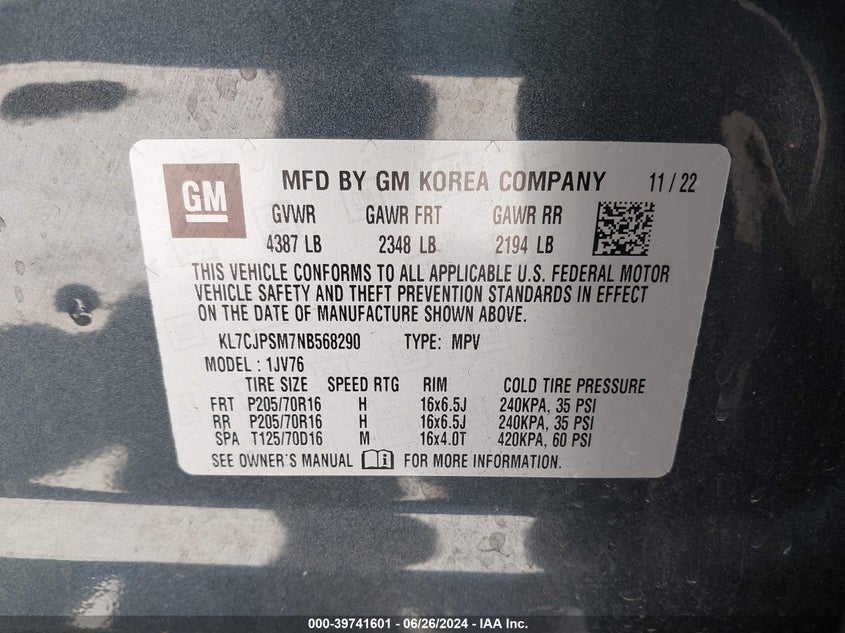 GM MFD BY GM KOREA COMPANY 11 / 22
GVWR GAWR FRT GAWR RR
4387 LB 2348 LB 2194 LB
THIS VEHICLE CONFORMS TO ALL APPLICABLE U.S. FEDERAL MOTOR
VEHICLE SAFETY AND THEFT PREVENTION STANDARDS IN EFFECT
ON THE DATE OF MANUFACTURE SHOWN ABOVE.
KL7CJPSM7NB568290 TYPE: MPV
MODEL : 1JV76
TIRE SIZE SPEED RTG RIM COLD TIRE PRESSURE
FRT P205/70R16 H 16x6.5J 240KPA, 35 PSI
RR P205/70R16 H 16x6.5J 240KPA, 35 PSI
SPA T125/70D16 M 16x4.0T 420KPA, 60 PSI
SEE OWNER'S MANUAL FOR MORE INFORMATION.
000-39741601 - 06/26/2024 - IAA Inc.